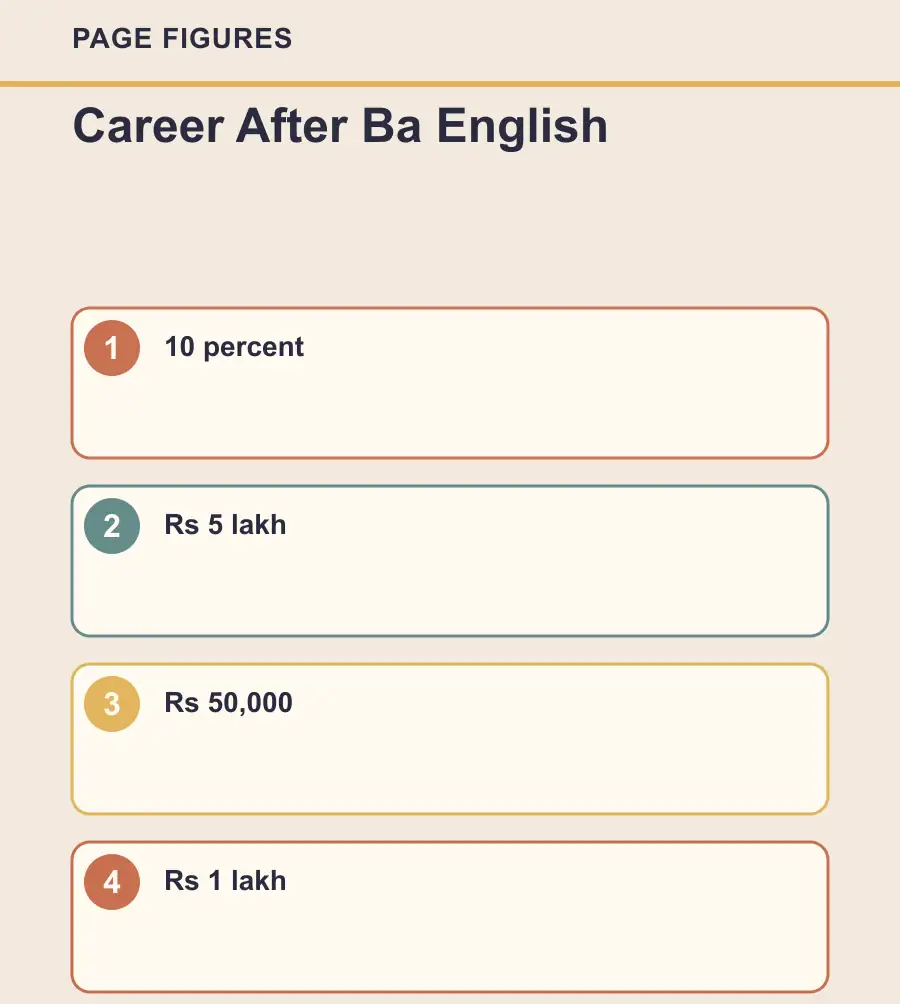 PAGE FIGURES
Career After Ba English
1 10 percent
2 Rs 5 lakh
3 Rs 50,000
4 Rs 1 lakh